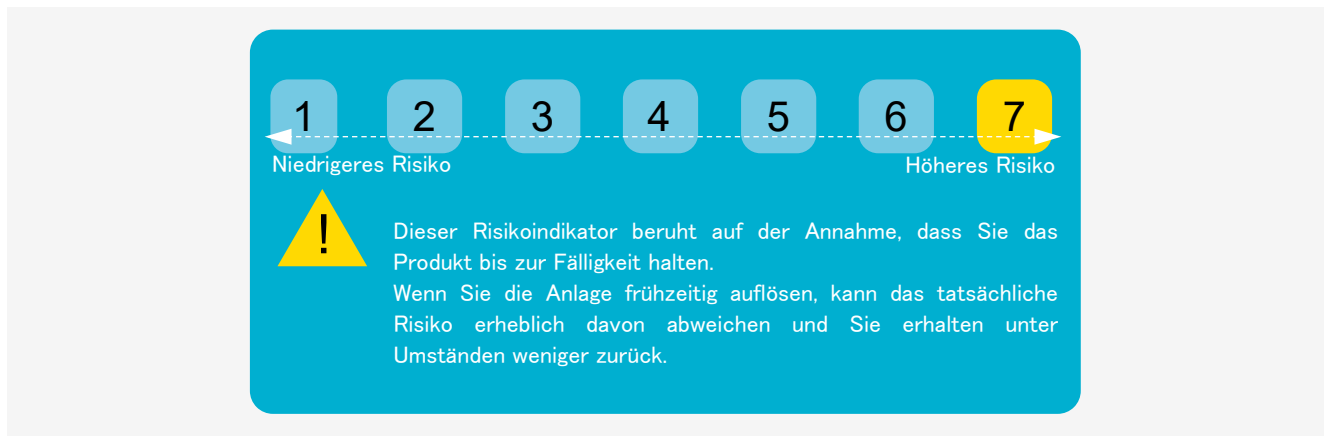 1 2 3 4 5 6 7
Niedrigeres Risiko Höheres Risiko
!
Dieser Risikoindikator beruht auf der Annahme, dass Sie das
Produkt bis zur Fälligkeit halten.
Wenn Sie die Anlage frühzeitig auflösen, kann das tatsächliche
Risiko erheblich davon abweichen und Sie erhalten unter
Umständen weniger zurück.